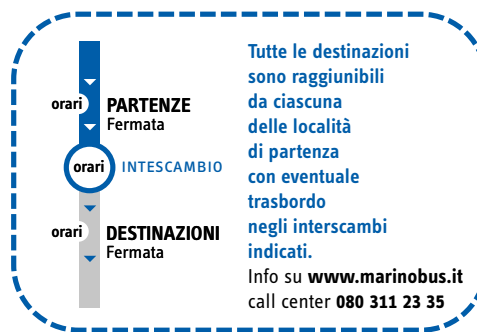 orari PARTENZE
Fermata
orari INTESCAMBIO
orari DESTINAZIONI
Fermata
Tutte le destinazioni
sono raggiunibili
da ciascuna
delle località
di partenza
con eventuale
trasbordo
negli interscambi
indicati.
Info su www.marinobus.it
call center 080 311 23 35